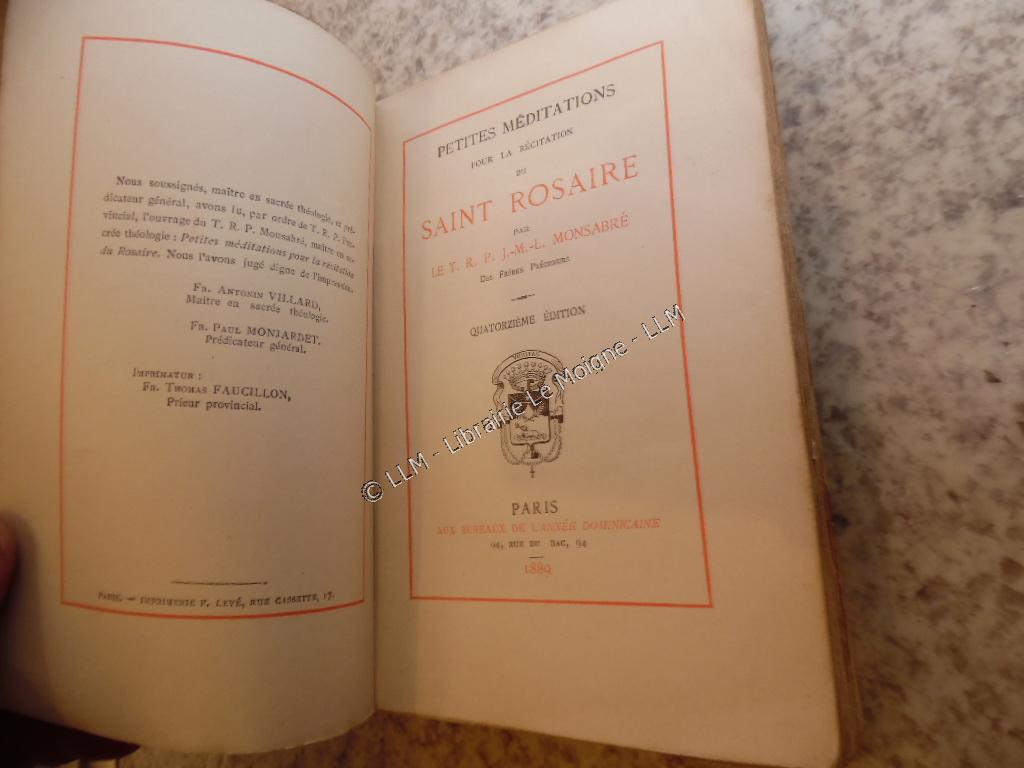 Nous soussignés, maître en sacrée théologie, et pré-
dicateur général, avons lu, par ordre de T. R. P. Pro-
vincial, l'ouvrage du T. R. P. Monsabré, maître en sa-
crée théologie : Petites méditations pour la récitation
du Rosaire. Nous l'avons jugé digne de l'impression.
Fr. Antonin VILLARD,
Maître en sacrée théologie.
Fr. Paul MONJARDET,
Prédicateur général.
Imprimatur :
Fr. Thomas FAUCILLON,
Prieur provincial.
PARIS. — IMPRIMERIE F. LEVÉ, RUE CASSETTE, 17.
PETITES MÉDITATIONS
POUR LA RÉCITATION
DU
SAINT ROSAIRE
PAR
LE T. R. P. J.-M.-L. MONSABRÉ
Des Frères Prêcheurs
QUATORZIÈME ÉDITION
VERITAS
PARIS
AUX BUREAUX DE L'ANNÉE DOMINICAINE
94, RUE DU BAC, 94
1889
© LLM - Librairie Le Moigne - LLM